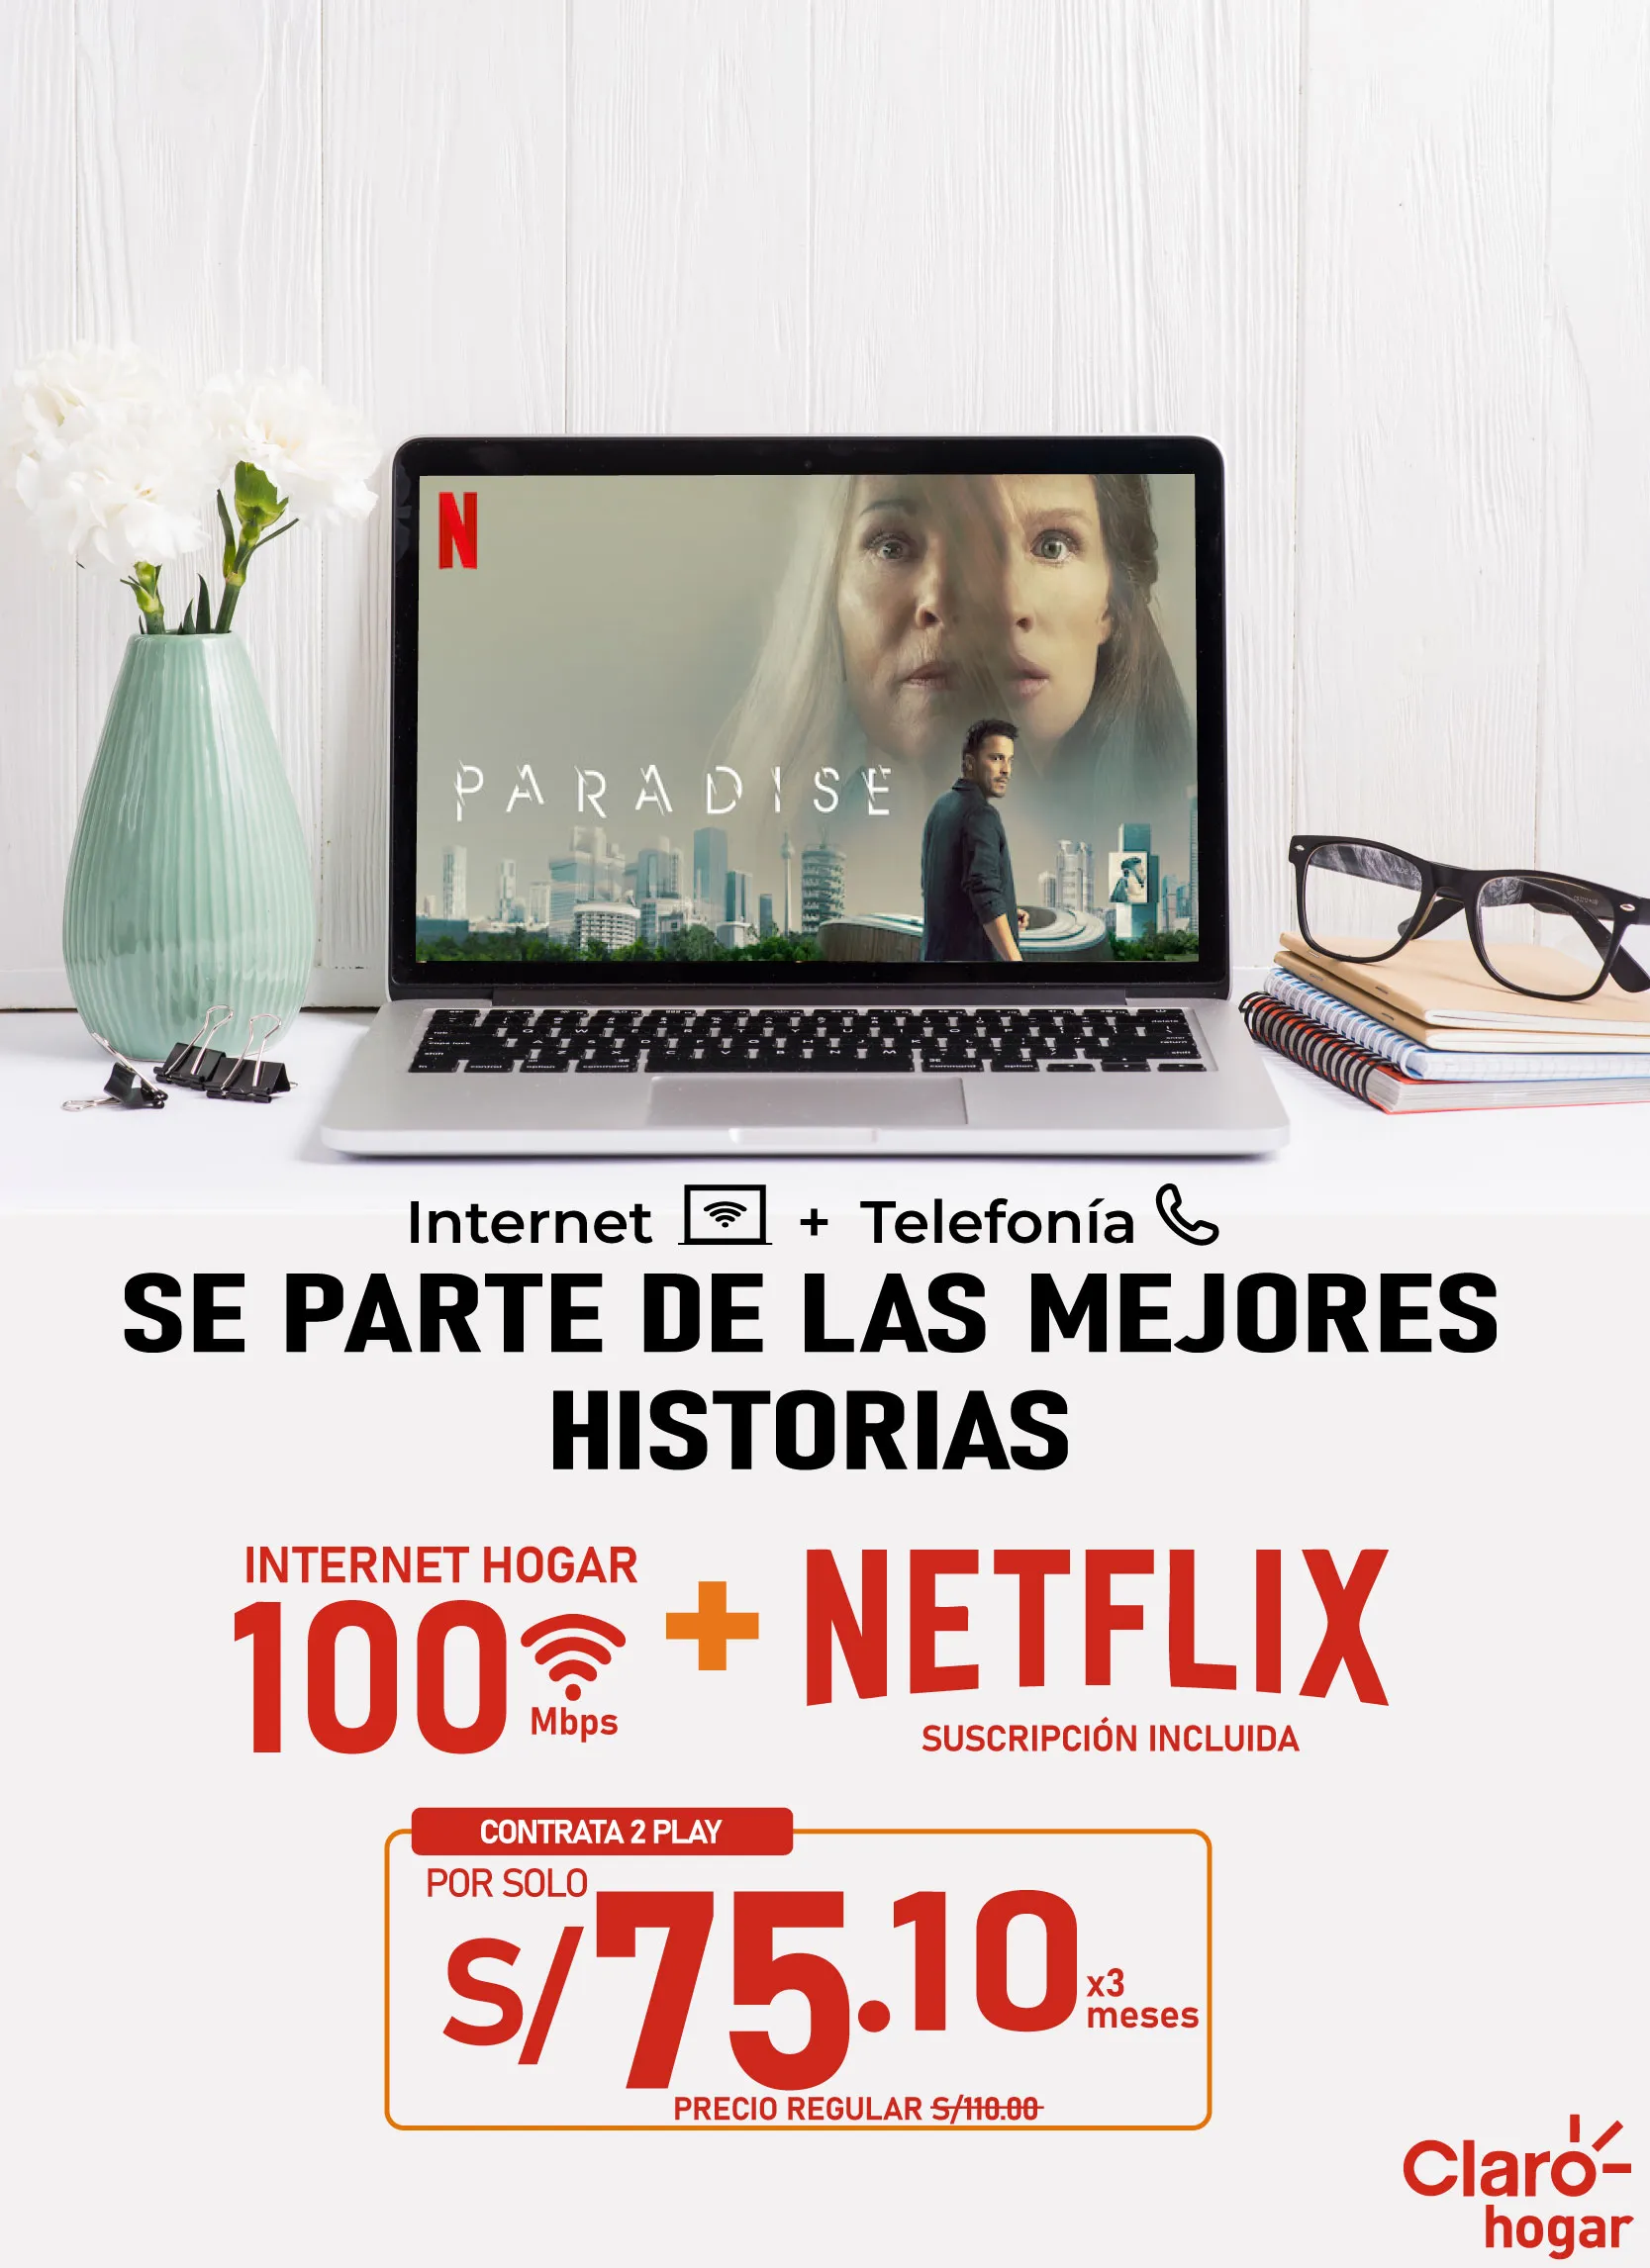 N
PARADISE
Internet + Telefonía
SE PARTE DE LAS MEJORES
HISTORIAS
INTERNET HOGAR
100
Mbps
+
NETFLIX
SUSCRIPCIÓN INCLUIDA
CONTRATA 2 PLAY
POR SOLO
S/75.10 x3
meses
PRECIO REGULAR S/110.00
Claro
hogar